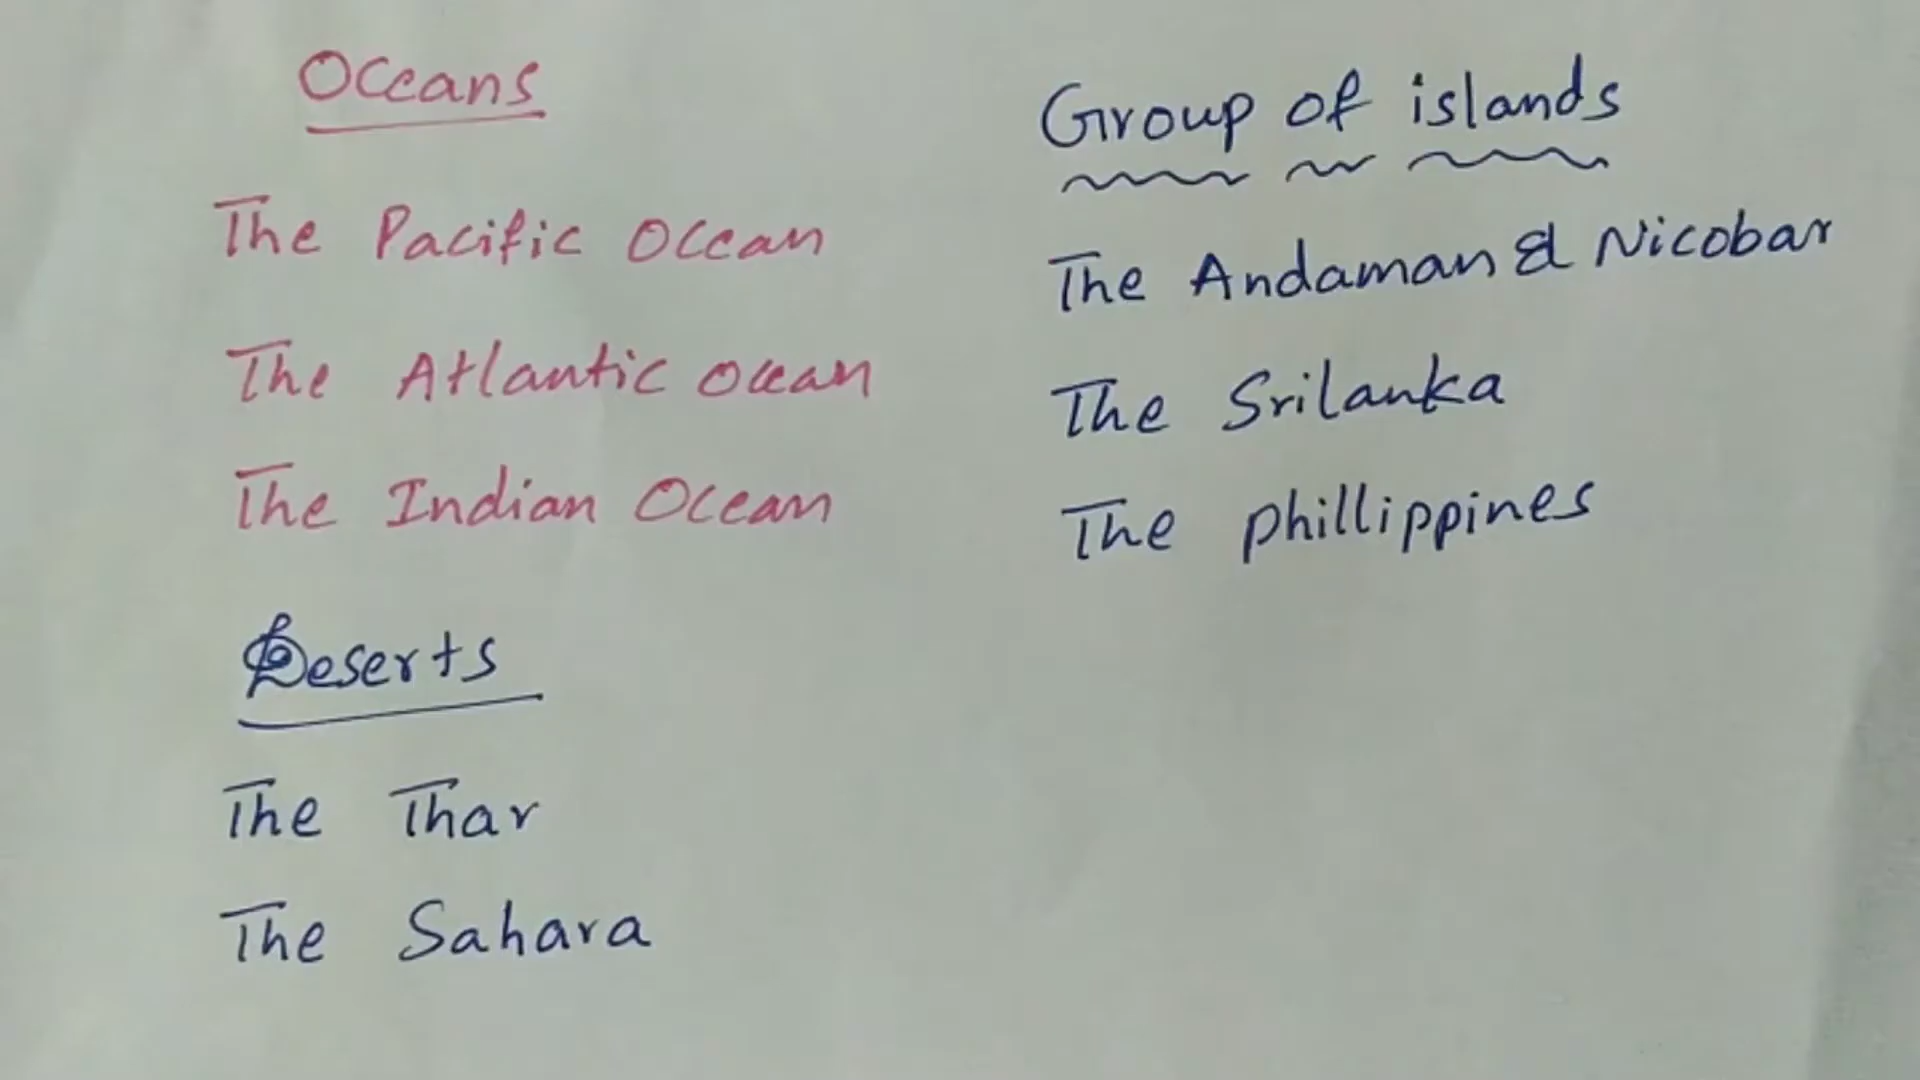 Oceans
The Pacific Ocean
The Atlantic ocean
The Indian Ocean
Deserts
The Thar
The Sahara
Group of islands
The Andaman & Nicobar
The Srilanka
The phillippines